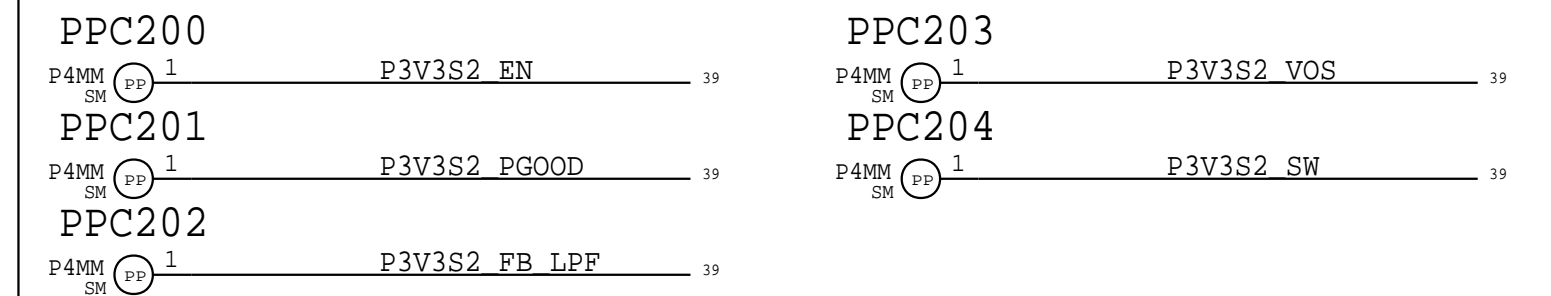 PPC200
P4MM SM PP 1 P3V3S2_EN 39
PPC201
P4MM SM PP 1 P3V3S2_PGOOD 39
PPC202
P4MM SM PP 1 P3V3S2_FB_LPF 39
PPC203
P4MM SM PP 1 P3V3S2_VOS 39
PPC204
P4MM SM PP 1 P3V3S2_SW 39